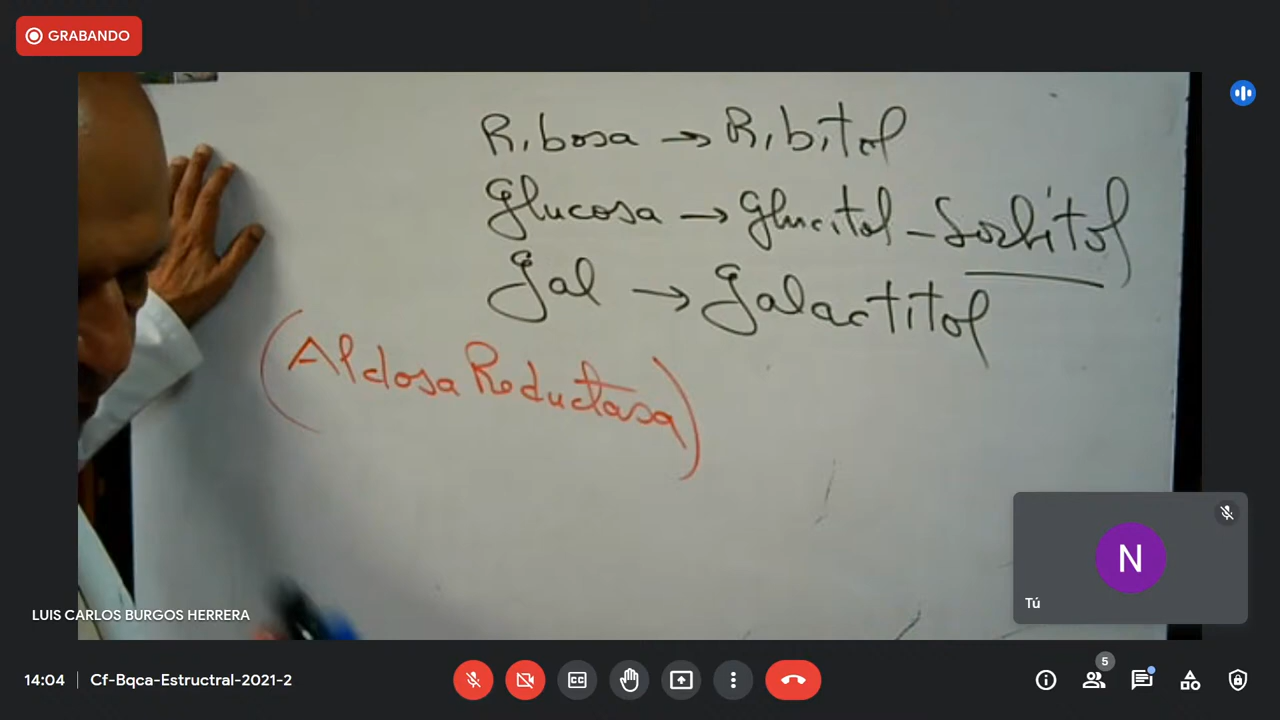 GRABANDO
Ribosa → Ribitol
Glucosa → Glucitol - Sorbitol
Gal → Galactitol
(Aldosa Reductasa)
N
Tú
LUIS CARLOS BURGOS HERRERA
14:04 | Cf-Bqca-Estructral-2021-2
5